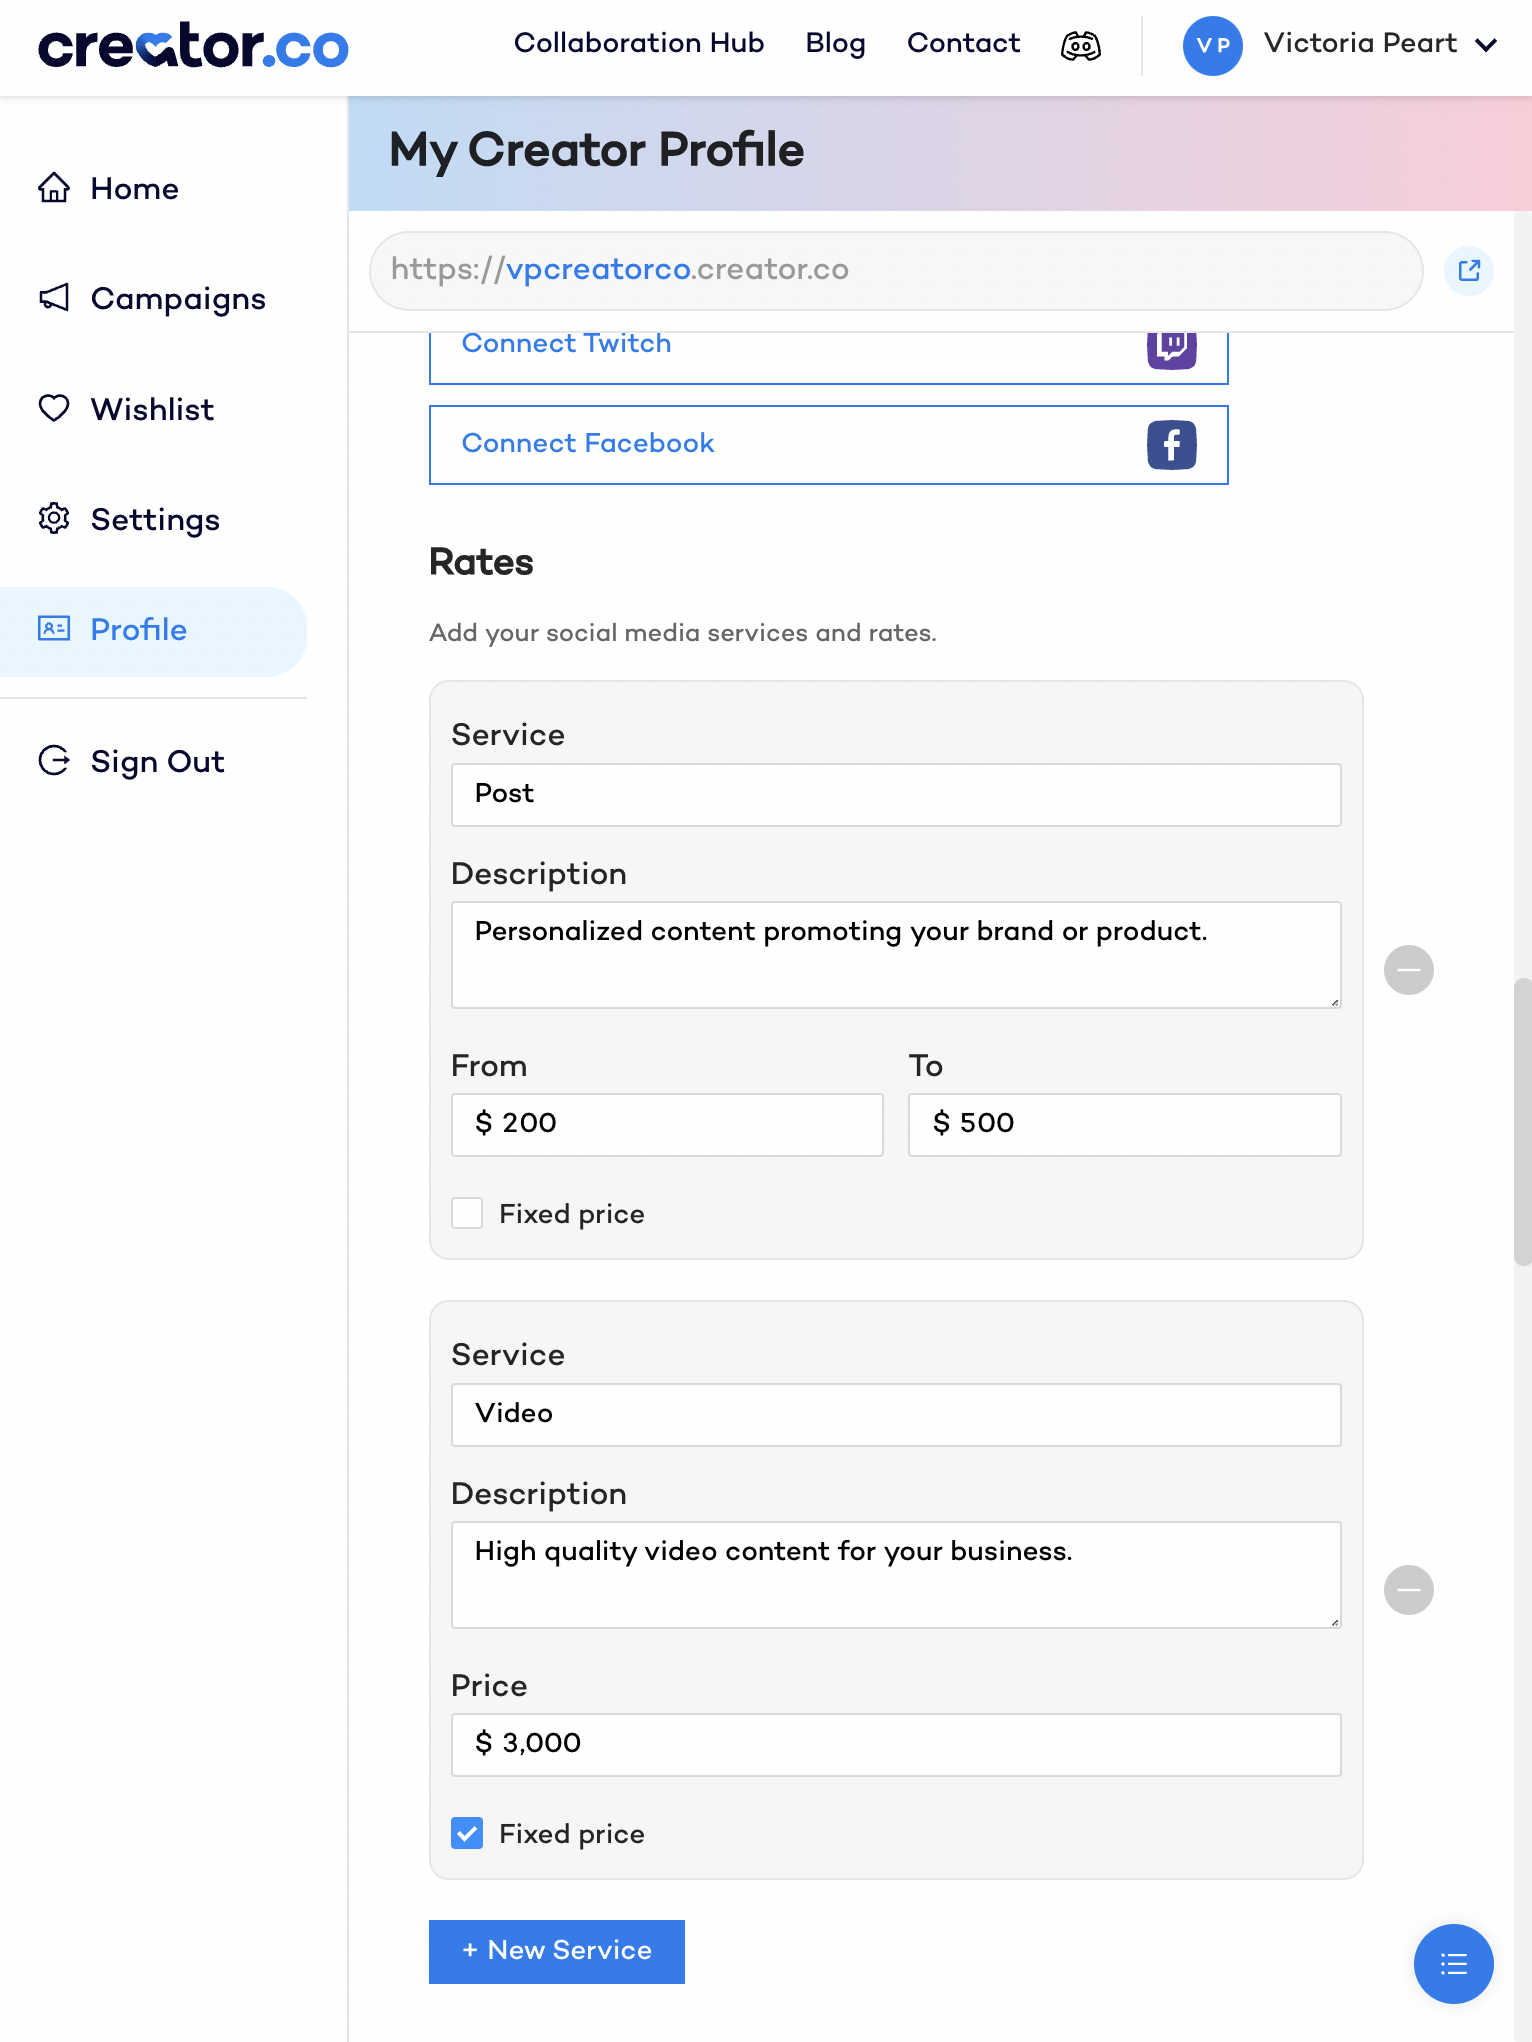 creator.co
Collaboration Hub
Blog
Contact
VP
Victoria Peart
Home
Campaigns
Wishlist
Settings
Profile
Sign Out
My Creator Profile
https://vpcreatorco.creator.co
Connect Twitch
Connect Facebook
Rates
Add your social media services and rates.
Service
Post
Description
Personalized content promoting your brand or product.
From
To
$ 200
$ 500
Fixed price
Service
Video
Description
High quality video content for your business.
Price
$ 3,000
Fixed price
+ New Service